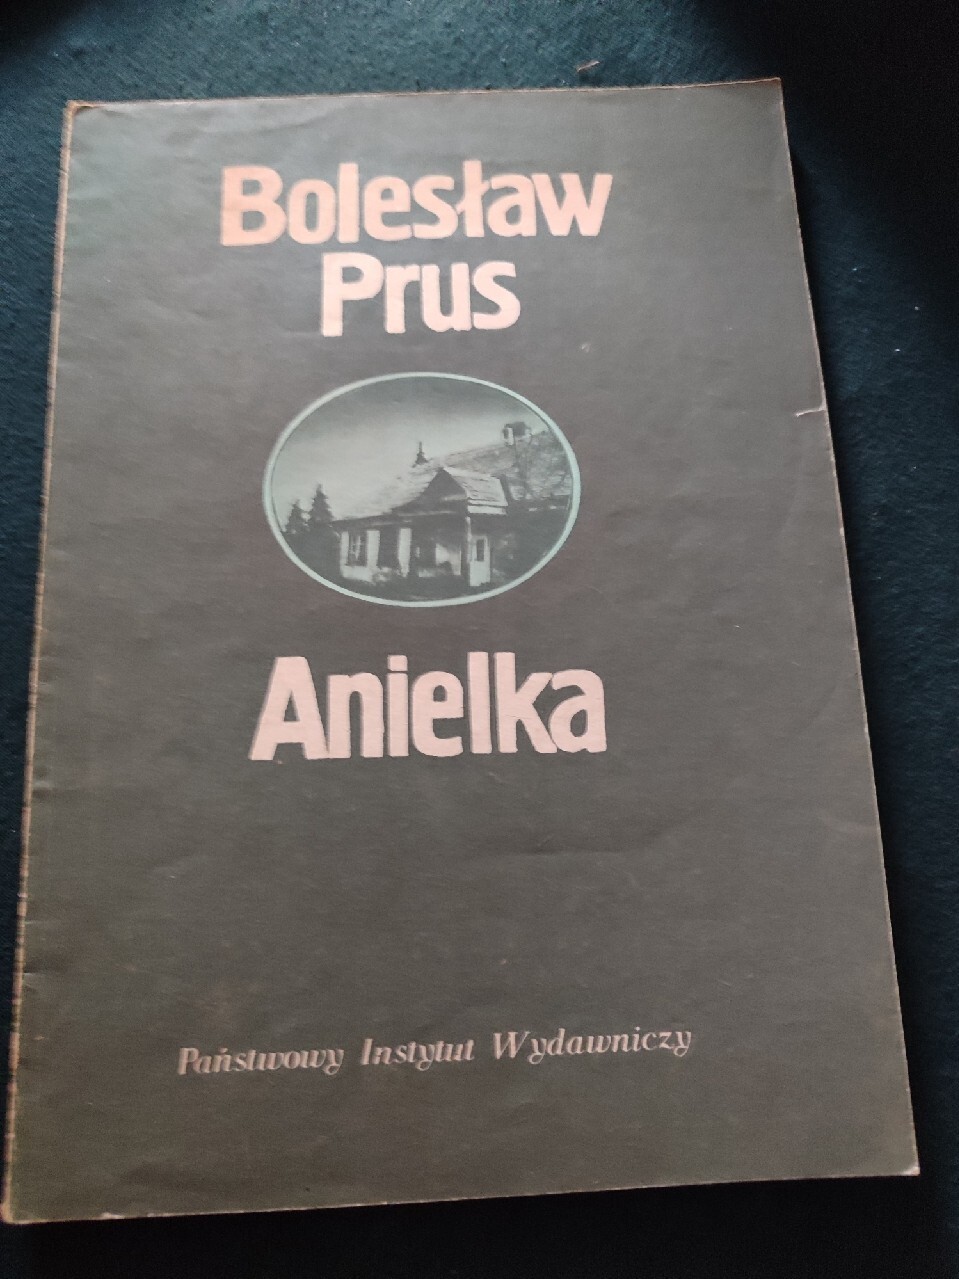 Bolesław
Prus
Anielka
Państwowy Instytut Wydawniczy